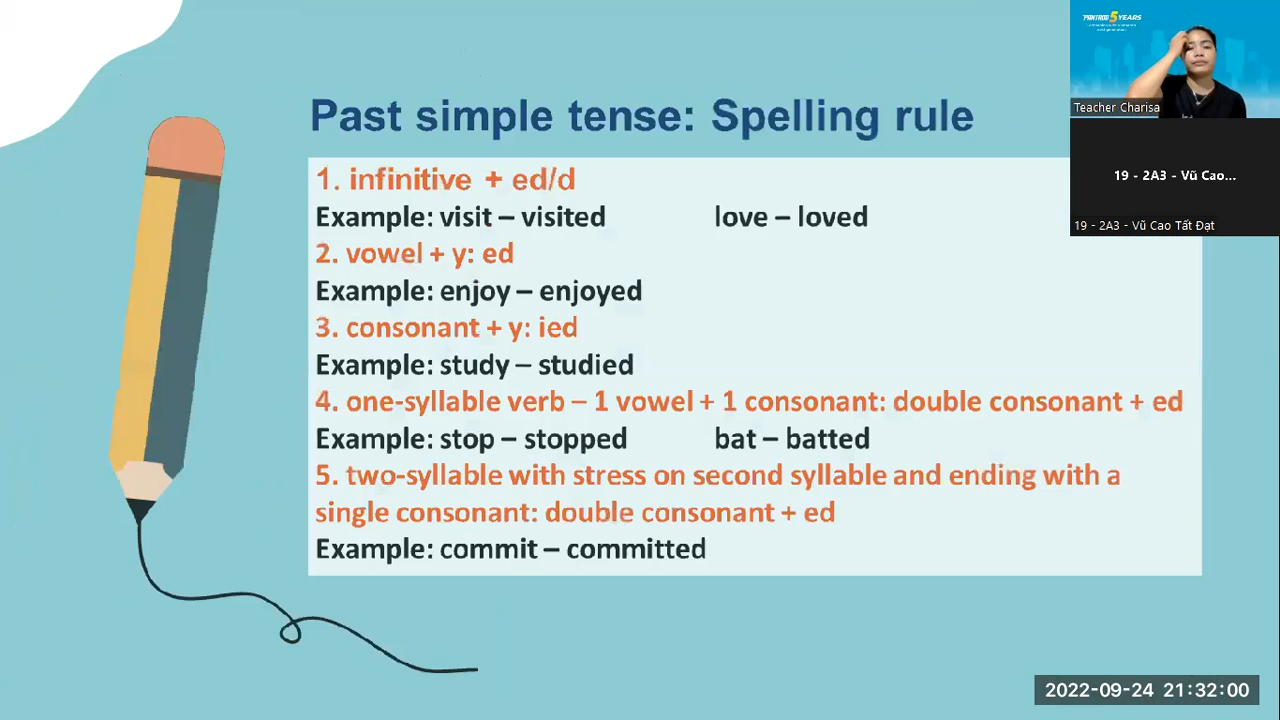 Past simple tense: Spelling rule
1. infinitive + ed/d
Example: visit – visited love – loved
2. vowel + y: ed
Example: enjoy – enjoyed
3. consonant + y: ied
Example: study – studied
4. one-syllable verb – 1 vowel + 1 consonant: double consonant + ed
Example: stop – stopped bat – batted
5. two-syllable with stress on second syllable and ending with a
single consonant: double consonant + ed
Example: commit – committed
5 YEARS
Teacher Charisa
19 - 2A3 - Vũ Cao...
19 - 2A3 - Vũ Cao Tất Đạt
2022-09-24 21:32:00